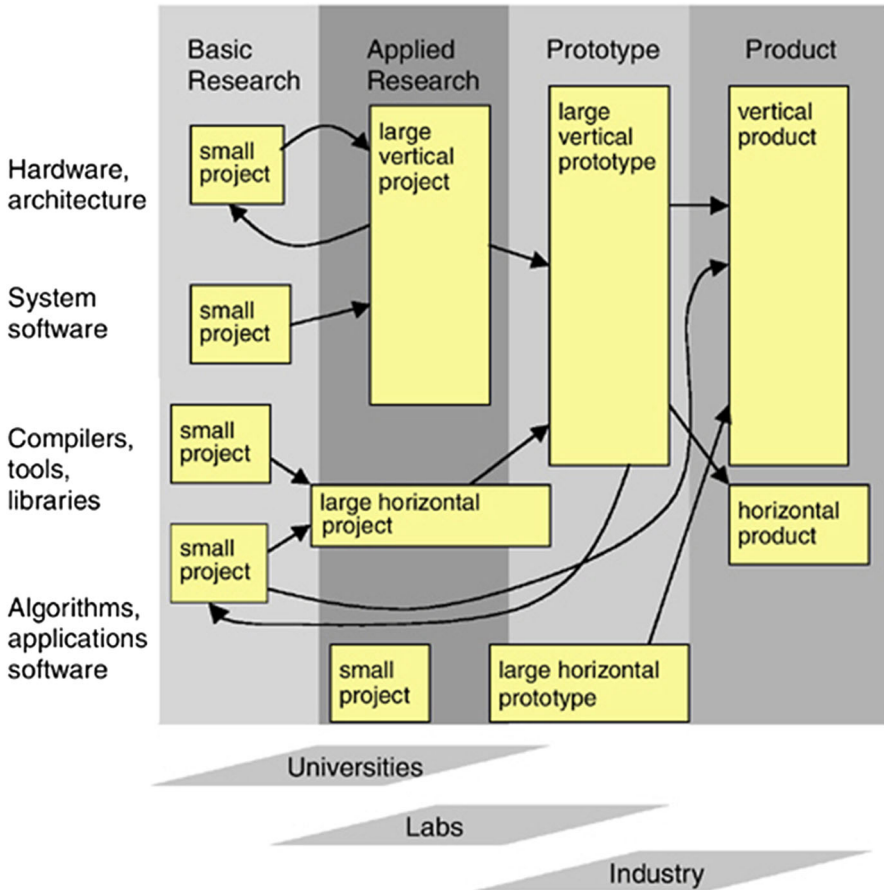 Basic
Research
Applied
Research
Prototype
Product
Hardware,
architecture
small
project
large
vertical
project
large
vertical
prototype
vertical
product
System
software
small
project
Compilers,
tools,
libraries
small
project
large horizontal
project
horizontal
product
small
project
Algorithms,
applications
software
small
project
large horizontal
prototype
Universities
Labs
Industry